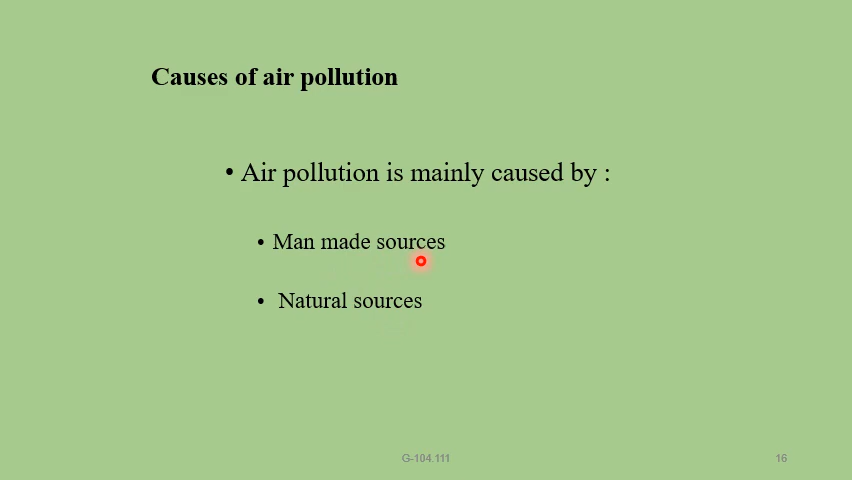 Causes of air pollution
• Air pollution is mainly caused by :
• Man made sources
• Natural sources
G-104.111
16